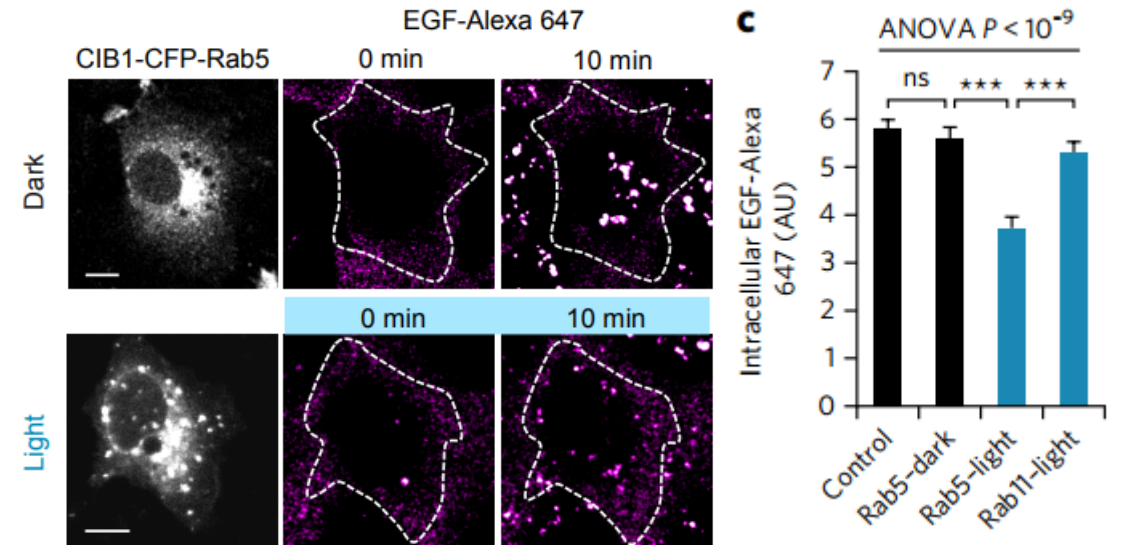 EGF-Alexa 647
CIB1-CFP-Rab5
0 min
10 min
Dark
0 min
10 min
Light
c
ANOVA P < 10⁻⁹
ns
***
***
Intracellular EGF-Alexa
647 (AU)
7
6
5
4
3
2
1
0
Control
Rab5-dark
Rab5-light
Rab11-light